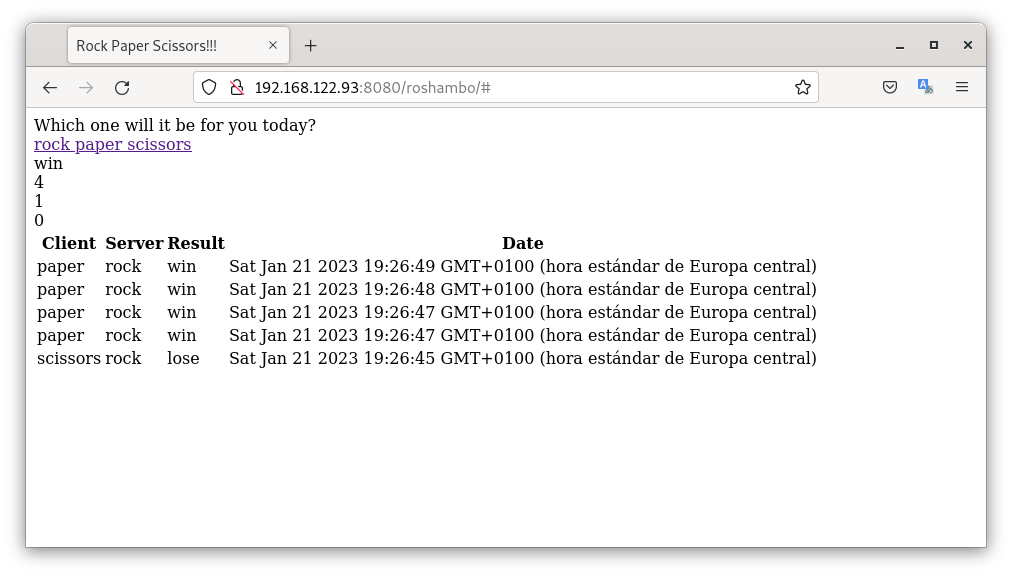 Rock Paper Scissors!!!
192.168.122.93:8080/roshambo/#
Which one will it be for you today?
rock paper scissors
win
4
1
0
Client Server Result Date
paper rock win Sat Jan 21 2023 19:26:49 GMT+0100 (hora estándar de Europa central)
paper rock win Sat Jan 21 2023 19:26:48 GMT+0100 (hora estándar de Europa central)
paper rock win Sat Jan 21 2023 19:26:47 GMT+0100 (hora estándar de Europa central)
paper rock win Sat Jan 21 2023 19:26:47 GMT+0100 (hora estándar de Europa central)
scissors rock lose Sat Jan 21 2023 19:26:45 GMT+0100 (hora estándar de Europa central)